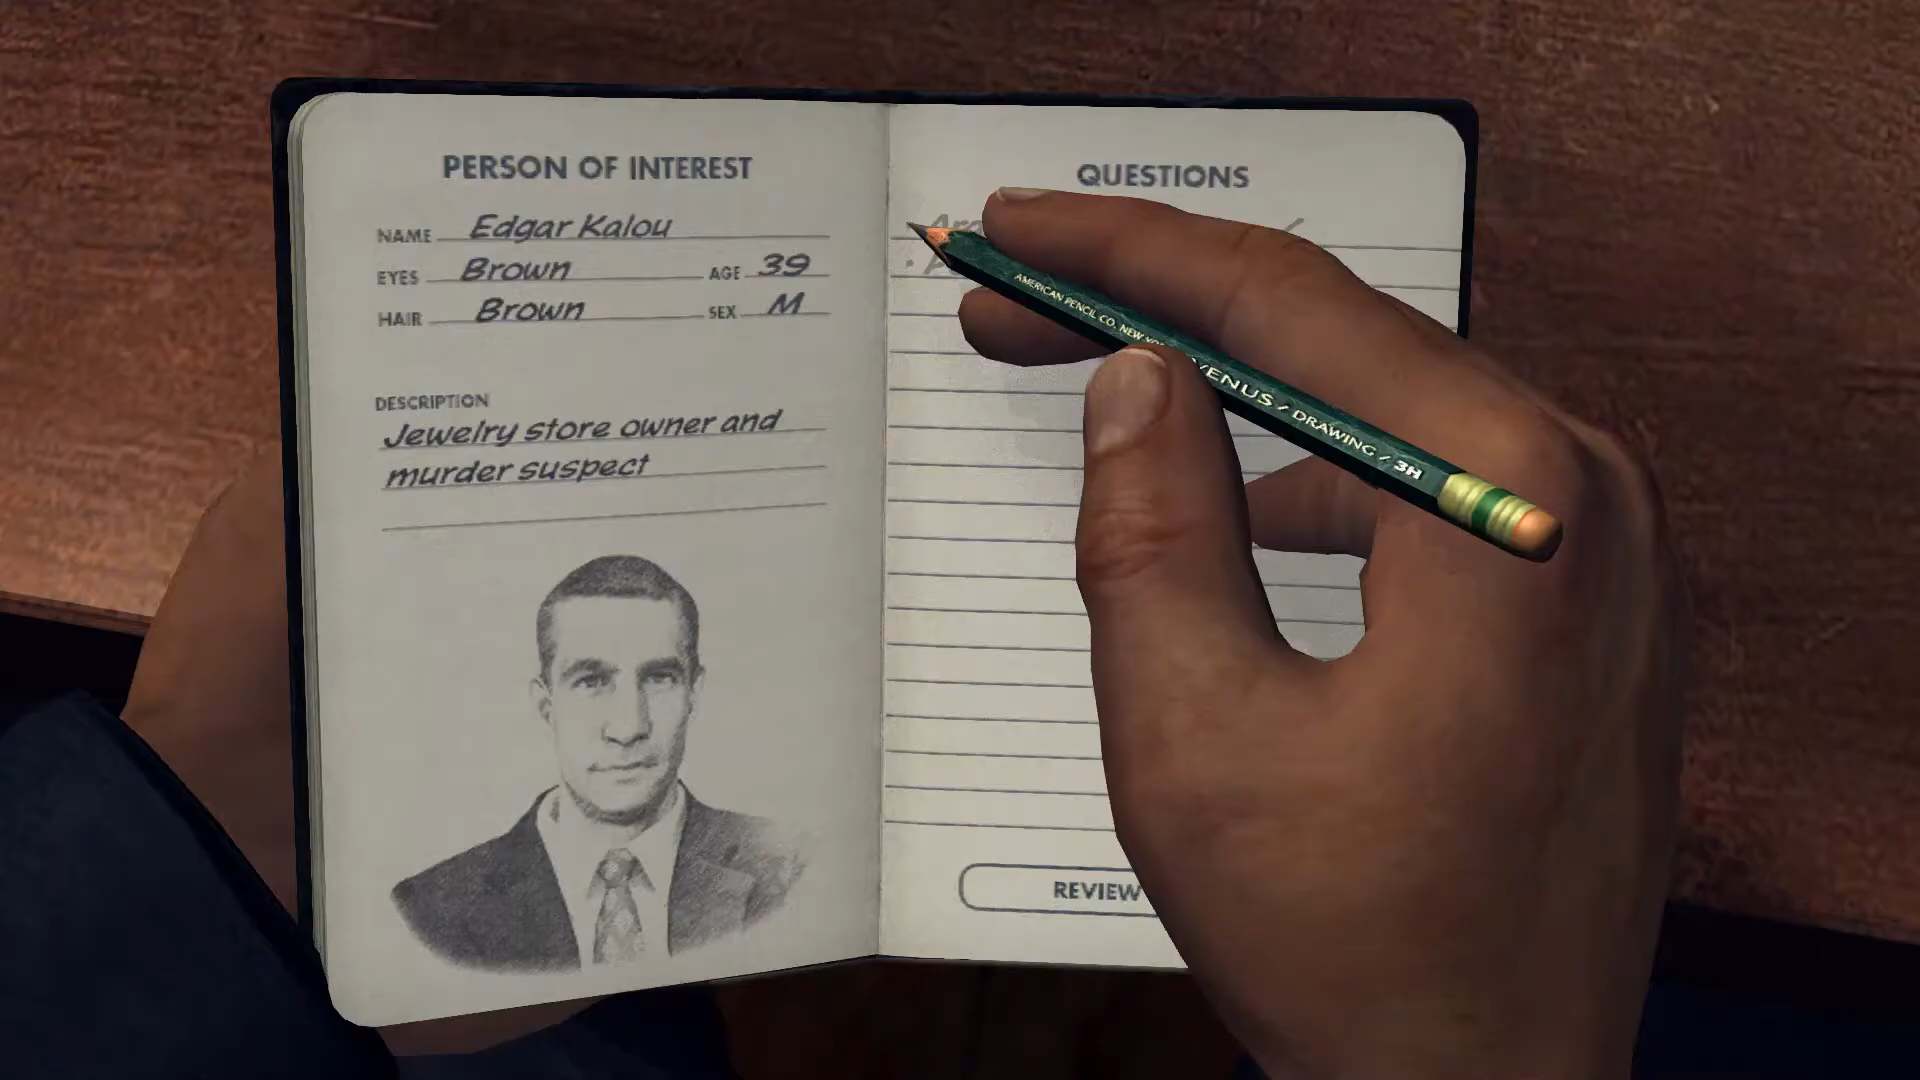 PERSON OF INTEREST
NAME Edgar Kalou
EYES Brown AGE 39
HAIR Brown SEX M
DESCRIPTION
Jewelry store owner and
murder suspect
QUESTIONS
AMERICAN PENCIL CO. NEW
VENUS / DRAWING / 3H
REVIEW